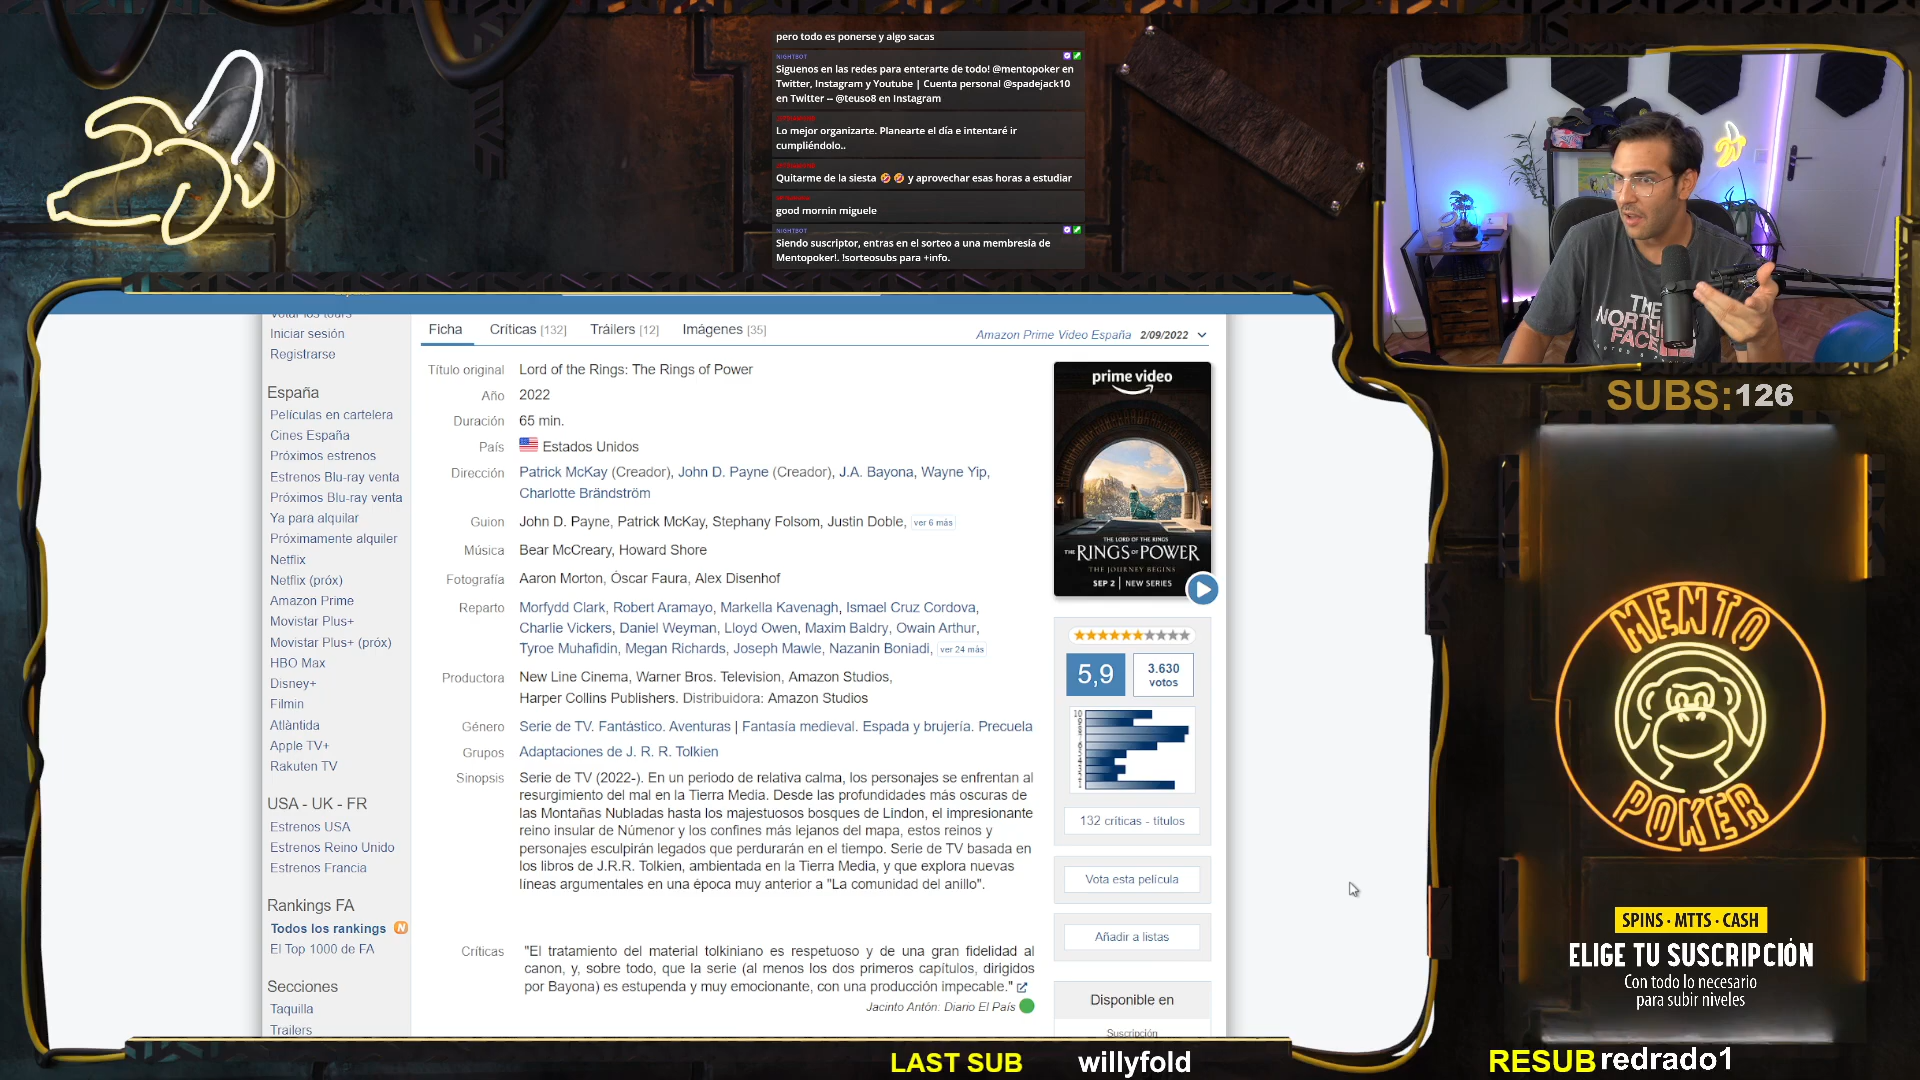 pero todo es ponerse y algo sacas
NIGHTBOT
Siguenos en las redes para enterarte de todo! @mentopoker en
Twitter, Instagram y Youtube | Cuenta personal @spadejack10
en Twitter -- @teuso8 en Instagram
Lo mejor organizarte. Planearte el día e intentaré ir
cumpliéndolo..
Quitarme de la siesta 🤣 🤣 y aprovechar esas horas a estudiar
good mornin miguele
NIGHTBOT
Siendo suscriptor, entras en el sorteo a una membresía de
Mentopoker!. !sorteosubs para +info.
THE
NORTH
FACE
SUBS: 126
Votar los tours
Iniciar sesión
Registrarse
España
Películas en cartelera
Cines España
Próximos estrenos
Estrenos Blu-ray venta
Próximos Blu-ray venta
Ya para alquilar
Próximamente alquiler
Netflix
Netflix (próx)
Amazon Prime
Movistar Plus+
Movistar Plus+ (próx)
HBO Max
Disney+
Filmin
Atlàntida
Apple TV+
Rakuten TV
USA - UK - FR
Estrenos USA
Estrenos Reino Unido
Estrenos Francia
Rankings FA
Todos los rankings N
El Top 1000 de FA
Secciones
Taquilla
Trailers
Ficha Críticas [132] Tráilers [12] Imágenes [35]
Amazon Prime Video España 2/09/2022
Título original Lord of the Rings: The Rings of Power
Año 2022
Duración 65 min.
País Estados Unidos
Dirección Patrick McKay (Creador), John D. Payne (Creador), J.A. Bayona, Wayne Yip,
Charlotte Brändström
Guion John D. Payne, Patrick McKay, Stephany Folsom, Justin Doble, ver 6 más
Música Bear McCreary, Howard Shore
Fotografía Aaron Morton, Óscar Faura, Alex Disenhof
Reparto Morfydd Clark, Robert Aramayo, Markella Kavenagh, Ismael Cruz Cordova,
Charlie Vickers, Daniel Weyman, Lloyd Owen, Maxim Baldry, Owain Arthur,
Tyroe Muhafidin, Megan Richards, Joseph Mawle, Nazanin Boniadi, ver 24 más
Productora New Line Cinema, Warner Bros. Television, Amazon Studios,
Harper Collins Publishers. Distribuidora: Amazon Studios
Género Serie de TV. Fantástico. Aventuras | Fantasía medieval. Espada y brujería. Precuela
Grupos Adaptaciones de J. R. R. Tolkien
Sinopsis Serie de TV (2022-). En un periodo de relativa calma, los personajes se enfrentan al
resurgimiento del mal en la Tierra Media. Desde las profundidades más oscuras de
las Montañas Nubladas hasta los majestuosos bosques de Lindon, el impresionante
reino insular de Númenor y los confines más lejanos del mapa, estos reinos y
personajes esculpirán legados que perdurarán en el tiempo. Serie de TV basada en
los libros de J.R.R. Tolkien, ambientada en la Tierra Media, y que explora nuevas
líneas argumentales en una época muy anterior a "La comunidad del anillo".
Críticas "El tratamiento del material tolkiniano es respetuoso y de una gran fidelidad al
canon, y, sobre todo, que la serie (al menos los dos primeros capítulos, dirigidos
por Bayona) es estupenda y muy emocionante, con una producción impecable."
Jacinto Antón: Diario El País
prime video
THE LORD OF THE RINGS
THE RINGS OF POWER
THE JOURNEY BEGINS
SEP 2 | NEW SERIES
5,9
3.630
votos
132 críticas - títulos
Vota esta película
Añadir a listas
Disponible en
Suscripción
MENTO
POKER
SPINS · MTTS · CASH
ELIGE TU SUSCRIPCIÓN
Con todo lo necesario
para subir niveles
LAST SUB willyfold
RESUB redrado1